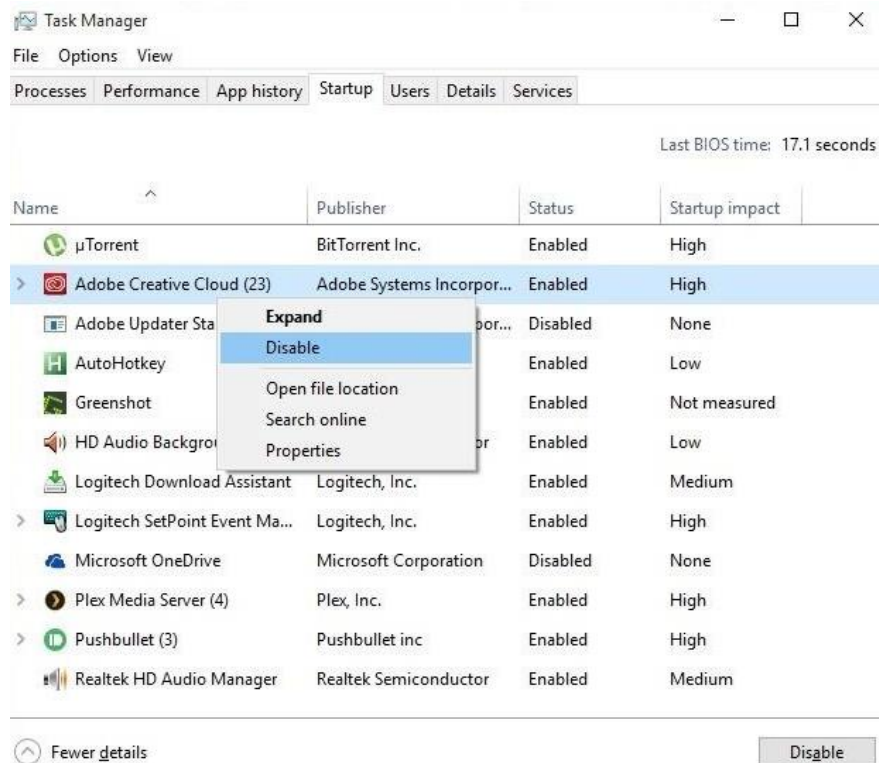 Task Manager
File Options View
Processes Performance App history Startup Users Details Services
Last BIOS time: 17.1 seconds
Name Publisher Status Startup impact
µTorrent BitTorrent Inc. Enabled High
Adobe Creative Cloud (23) Adobe Systems Incorpor... Enabled High
Adobe Updater Sta por... Disabled None
AutoHotkey Enabled Low
Greenshot Enabled Not measured
HD Audio Backgrou or Enabled Low
Logitech Download Assistant Logitech, Inc. Enabled Medium
Logitech SetPoint Event Ma... Logitech, Inc. Enabled High
Microsoft OneDrive Microsoft Corporation Disabled None
Plex Media Server (4) Plex, Inc. Enabled High
Pushbullet (3) Pushbullet inc Enabled High
Realtek HD Audio Manager Realtek Semiconductor Enabled Medium
Expand
Disable
Open file location
Search online
Properties
Fewer details Disable